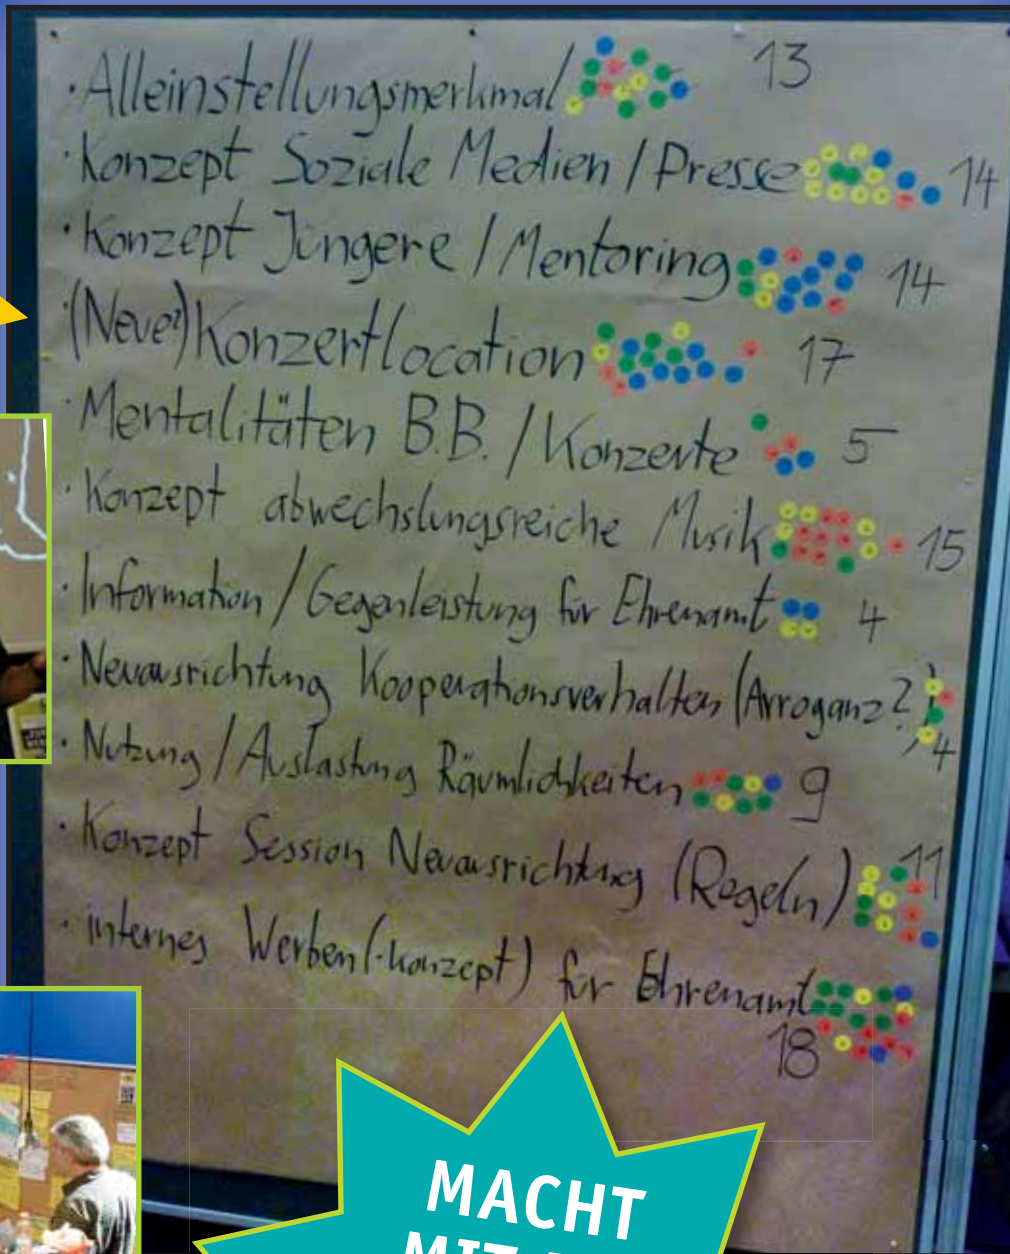 · Alleinstellungsmerkmal 13
· Konzept Soziale Medien / Presse 14
· Konzept Jüngere / Mentoring 14
· (Neue?) Konzertlocation 17
· Mentalitäten B.B. / Konzerte 5
· Konzept abwechslungsreiche Musik 15
· Information / Gegenleistung für Ehrenamt 4
· Neuausrichtung Kooperationsverhalten (Arroganz?) 4
· Nutzung / Auslastung Räumlichkeiten 9
· Konzept Session Neuausrichtung (Regeln) 11
· internes Werben(-konzept) für Ehrenamt
18
MACHT
MIT